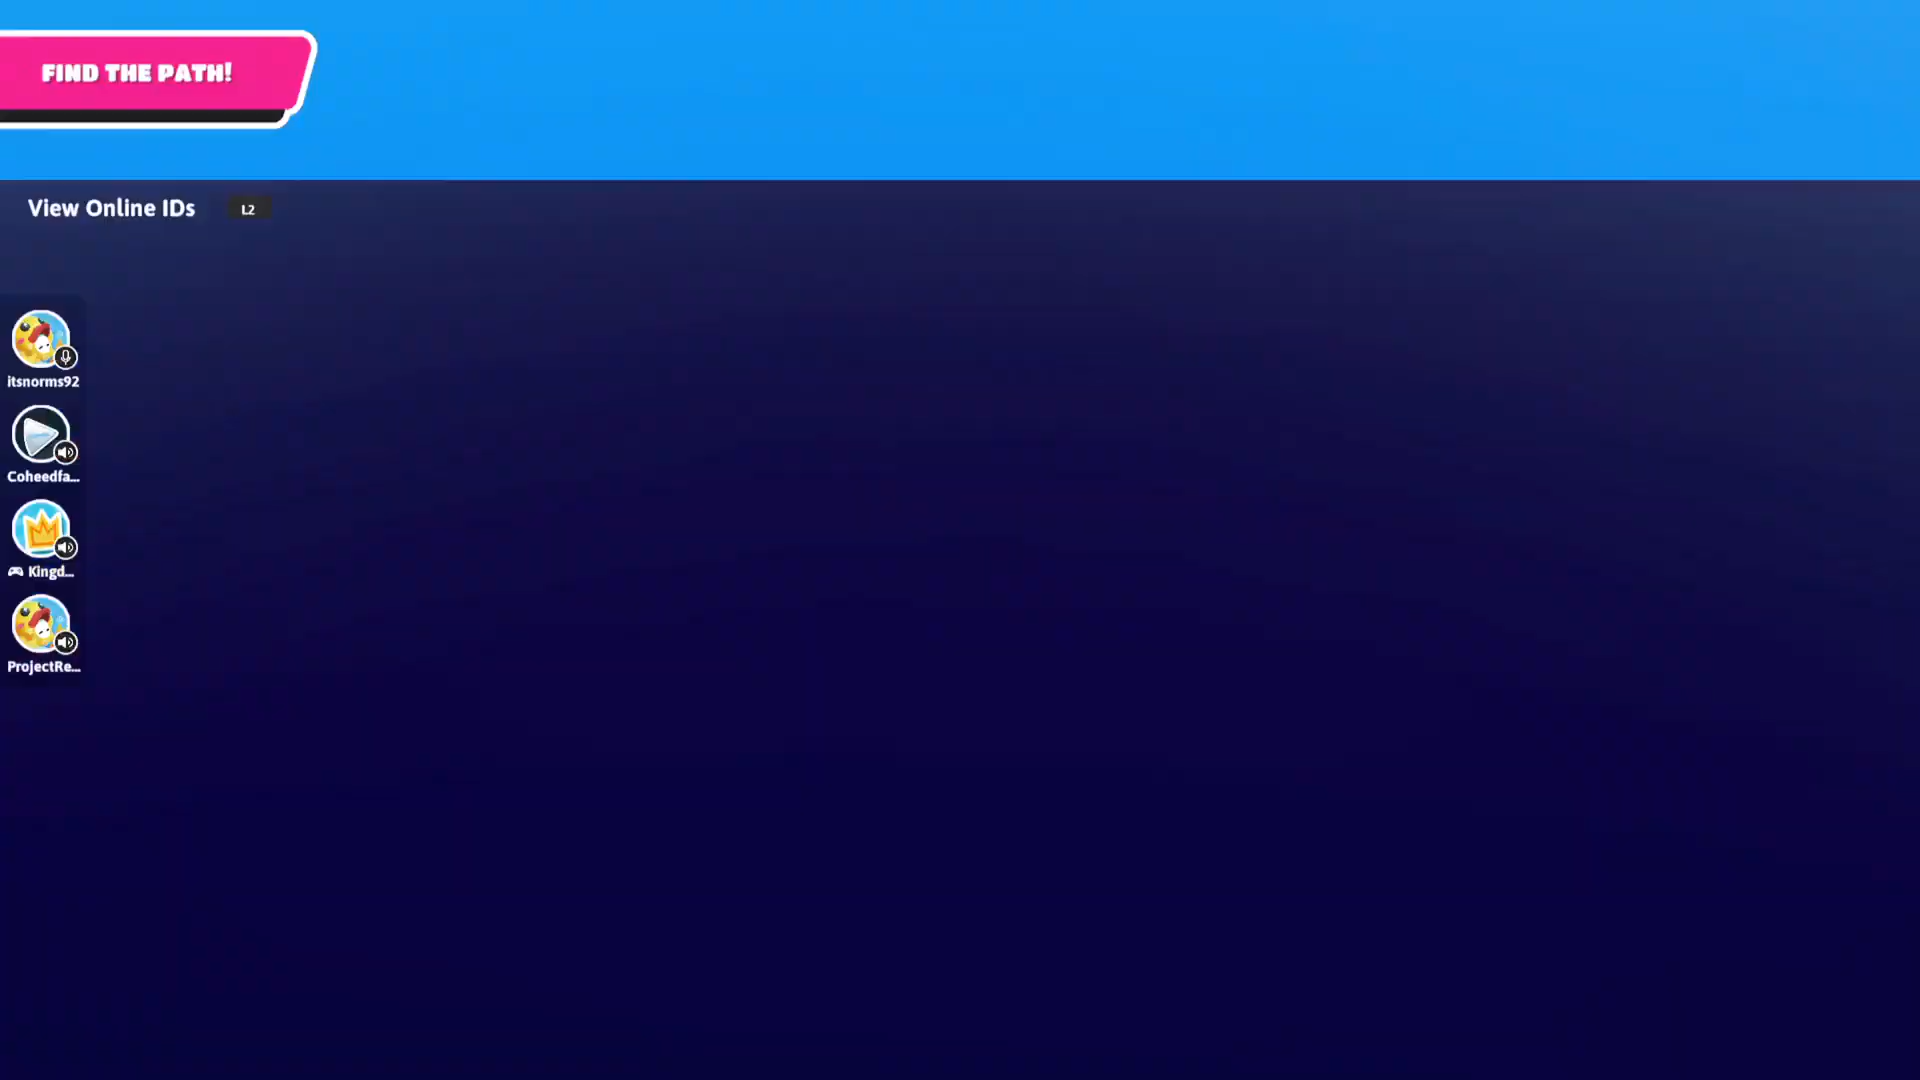 FIND THE PATH!
View Online IDs L2
itsnorms92
Coheedfa...
Kingd...
ProjectRe...